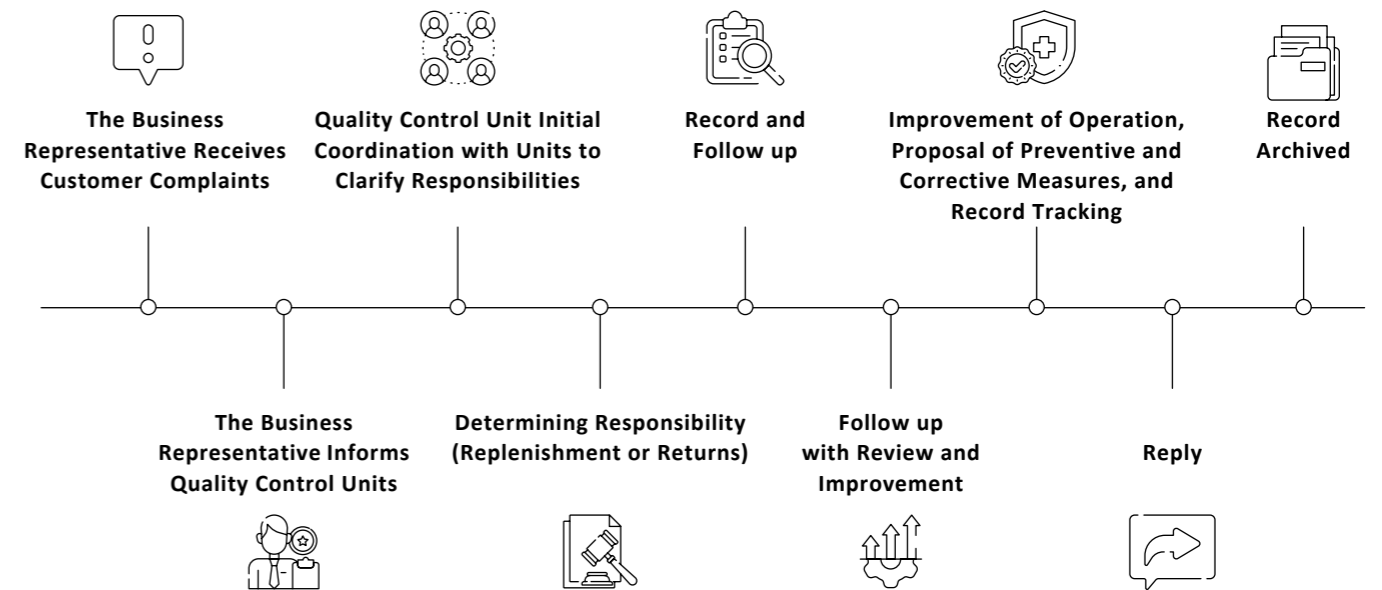 The Business
Representative Receives
Customer Complaints
Quality Control Unit Initial
Coordination with Units to
Clarify Responsibilities
Record and
Follow up
Improvement of Operation,
Proposal of Preventive and
Corrective Measures, and
Record Tracking
Record
Archived
The Business
Representative Informs
Quality Control Units
Determining Responsibility
(Replenishment or Returns)
Follow up
with Review and
Improvement
Reply